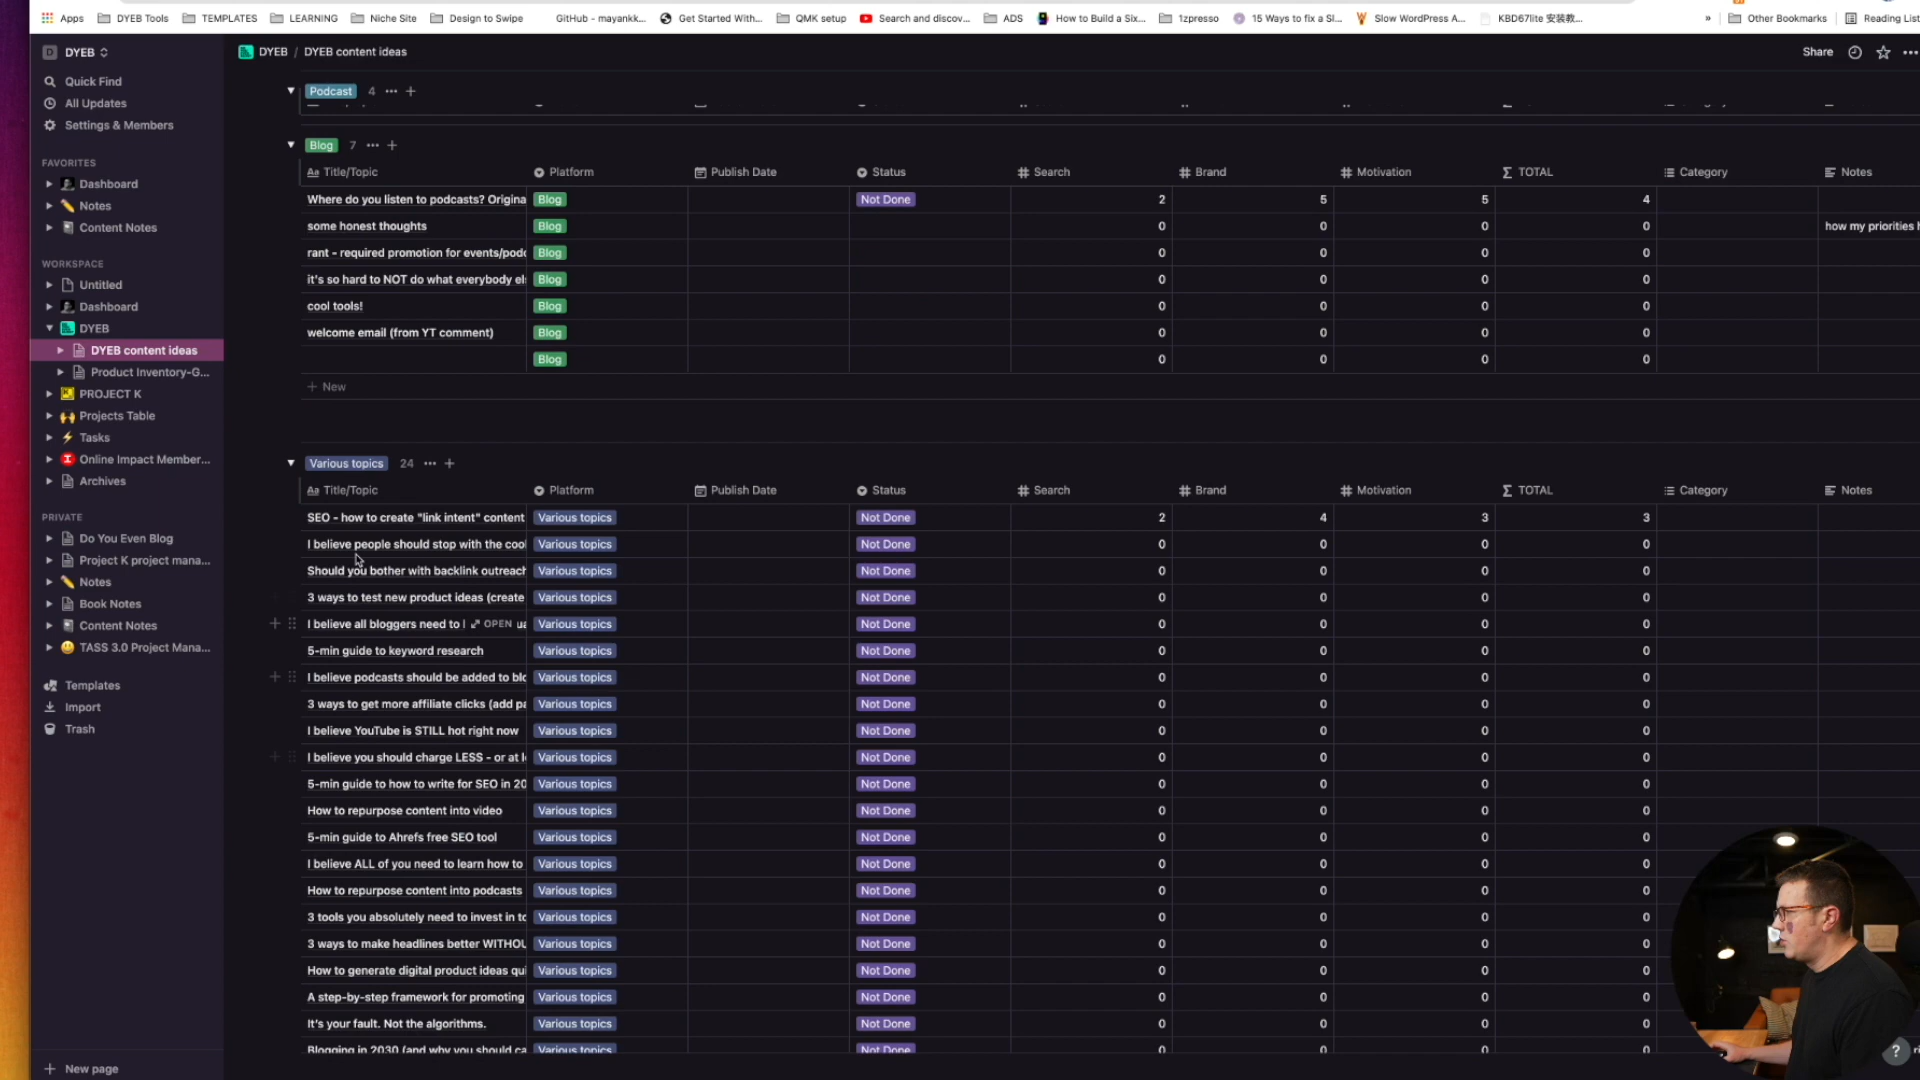 Apps DYEB Tools TEMPLATES LEARNING Niche Site Design to Swipe GitHub - mayankk... Get Started With... Search and discov... QMK setup ADS How to Build a Six... 1zpresso 15 Ways to fix a Sl... Slow WordPress A... KBD67lite 安裝教... » Other Bookmarks Reading List
D DYEB
Quick Find
All Updates
Settings & Members
FAVORITES
Dashboard
Notes
Content Notes
WORKSPACE
Untitled
Dashboard
DYEB
DYEB content ideas
Product Inventory-G...
PROJECT K
Projects Table
Tasks
Online Impact Member...
Archives
PRIVATE
Do You Even Blog
Project K project mana...
Notes
Book Notes
Content Notes
TASS 3.0 Project Mana...
Templates
Import
Trash
+ New page
DYEB / DYEB content ideas
Share
Podcast 4 ... +
Blog 7 ... +
Aa Title/Topic Platform Publish Date Status # Search # Brand # Motivation Σ TOTAL Category Notes
Where do you listen to podcasts? Origina Blog Not Done 2 5 5 4
some honest thoughts Blog 0 0 0 0 how my priorities
rant - required promotion for events/podc Blog 0 0 0 0
it's so hard to NOT do what everybody el Blog 0 0 0 0
cool tools! Blog 0 0 0 0
welcome email (from YT comment) Blog 0 0 0 0
Blog 0 0 0 0
+ New
Various topics 24 ... +
Aa Title/Topic Platform Publish Date Status # Search # Brand # Motivation Σ TOTAL Category Notes
SEO - how to create "link intent" content Various topics Not Done 2 4 3 3
I believe people should stop with the cool Various topics Not Done 0 0 0 0
Should you bother with backlink outreach Various topics Not Done 0 0 0 0
3 ways to test new product ideas (create Various topics Not Done 0 0 0 0
I believe all bloggers need to OPEN Various topics Not Done 0 0 0 0
5-min guide to keyword research Various topics Not Done 0 0 0 0
I believe podcasts should be added to blo Various topics Not Done 0 0 0 0
3 ways to get more affiliate clicks (add pa Various topics Not Done 0 0 0 0
I believe YouTube is STILL hot right now Various topics Not Done 0 0 0 0
I believe you should charge LESS - or at le Various topics Not Done 0 0 0 0
5-min guide to how to write for SEO in 20 Various topics Not Done 0 0 0 0
How to repurpose content into video Various topics Not Done 0 0 0 0
5-min guide to Ahrefs free SEO tool Various topics Not Done 0 0 0 0
I believe ALL of you need to learn how to Various topics Not Done 0 0 0 0
How to repurpose content into podcasts Various topics Not Done 0 0 0 0
3 tools you absolutely need to invest in to Various topics Not Done 0 0 0 0
3 ways to make headlines better WITHOU Various topics Not Done 0 0 0 0
How to generate digital product ideas qui Various topics Not Done 0 0 0 0
A step-by-step framework for promoting Various topics Not Done 0 0 0 0
It's your fault. Not the algorithms. Various topics Not Done 0 0 0 0
Blogging in 2030 (and why you should ca Various topics Not Done 0 0 0 0
?